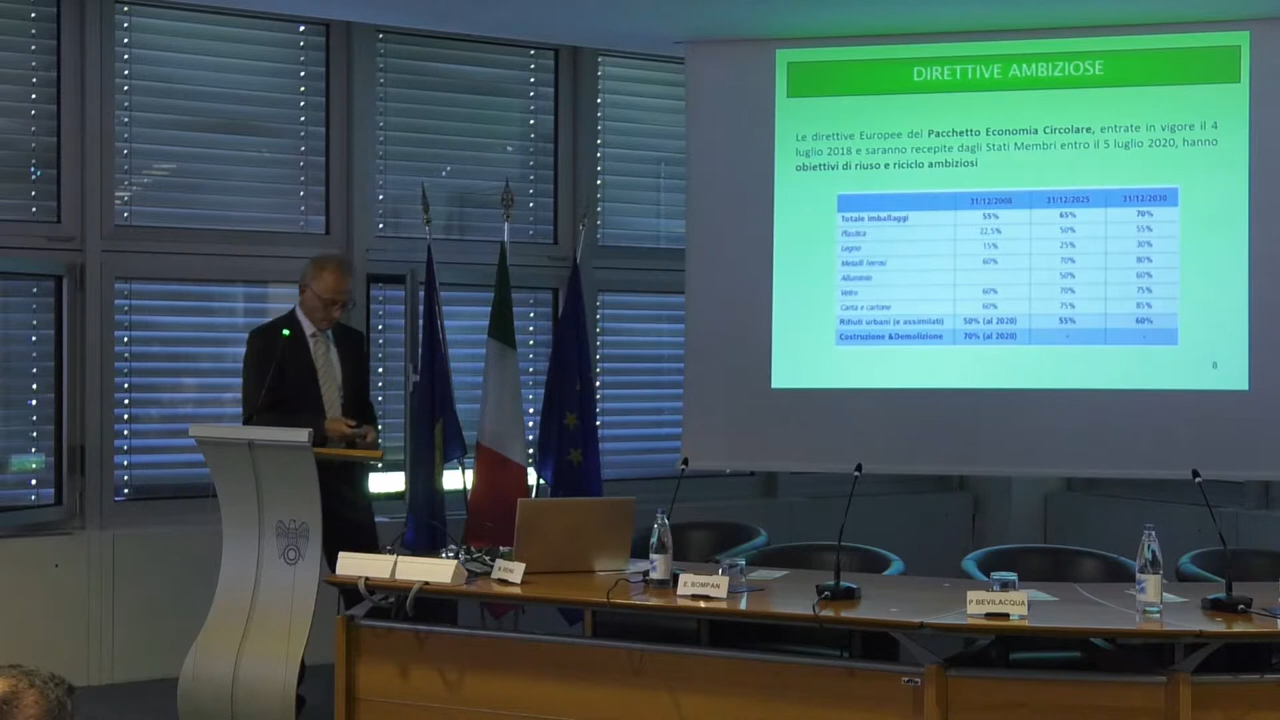 DIRETTIVE AMBIZIOSE
Le direttive Europee del Pacchetto Economia Circolare, entrate in vigore il 4
luglio 2018 e saranno recepite dagli Stati Membri entro il 5 luglio 2020, hanno
obiettivi di riuso e riciclo ambiziosi
31/12/2008 31/12/2025 31/12/2030
Totale imballaggi 55% 65% 70%
Plastica 22,5% 50% 55%
Legno 15% 25% 30%
Metalli ferrosi 60% 70% 80%
Alluminio 50% 60%
Vetro 60% 70% 75%
Carta e cartone 60% 75% 85%
Rifiuti urbani (e assimilati) 50% (al 2020) 55% 60%
Costruzione &Demolizione 70% (al 2020) - -
8
E. BOMPAN
P.BEVILACQUA